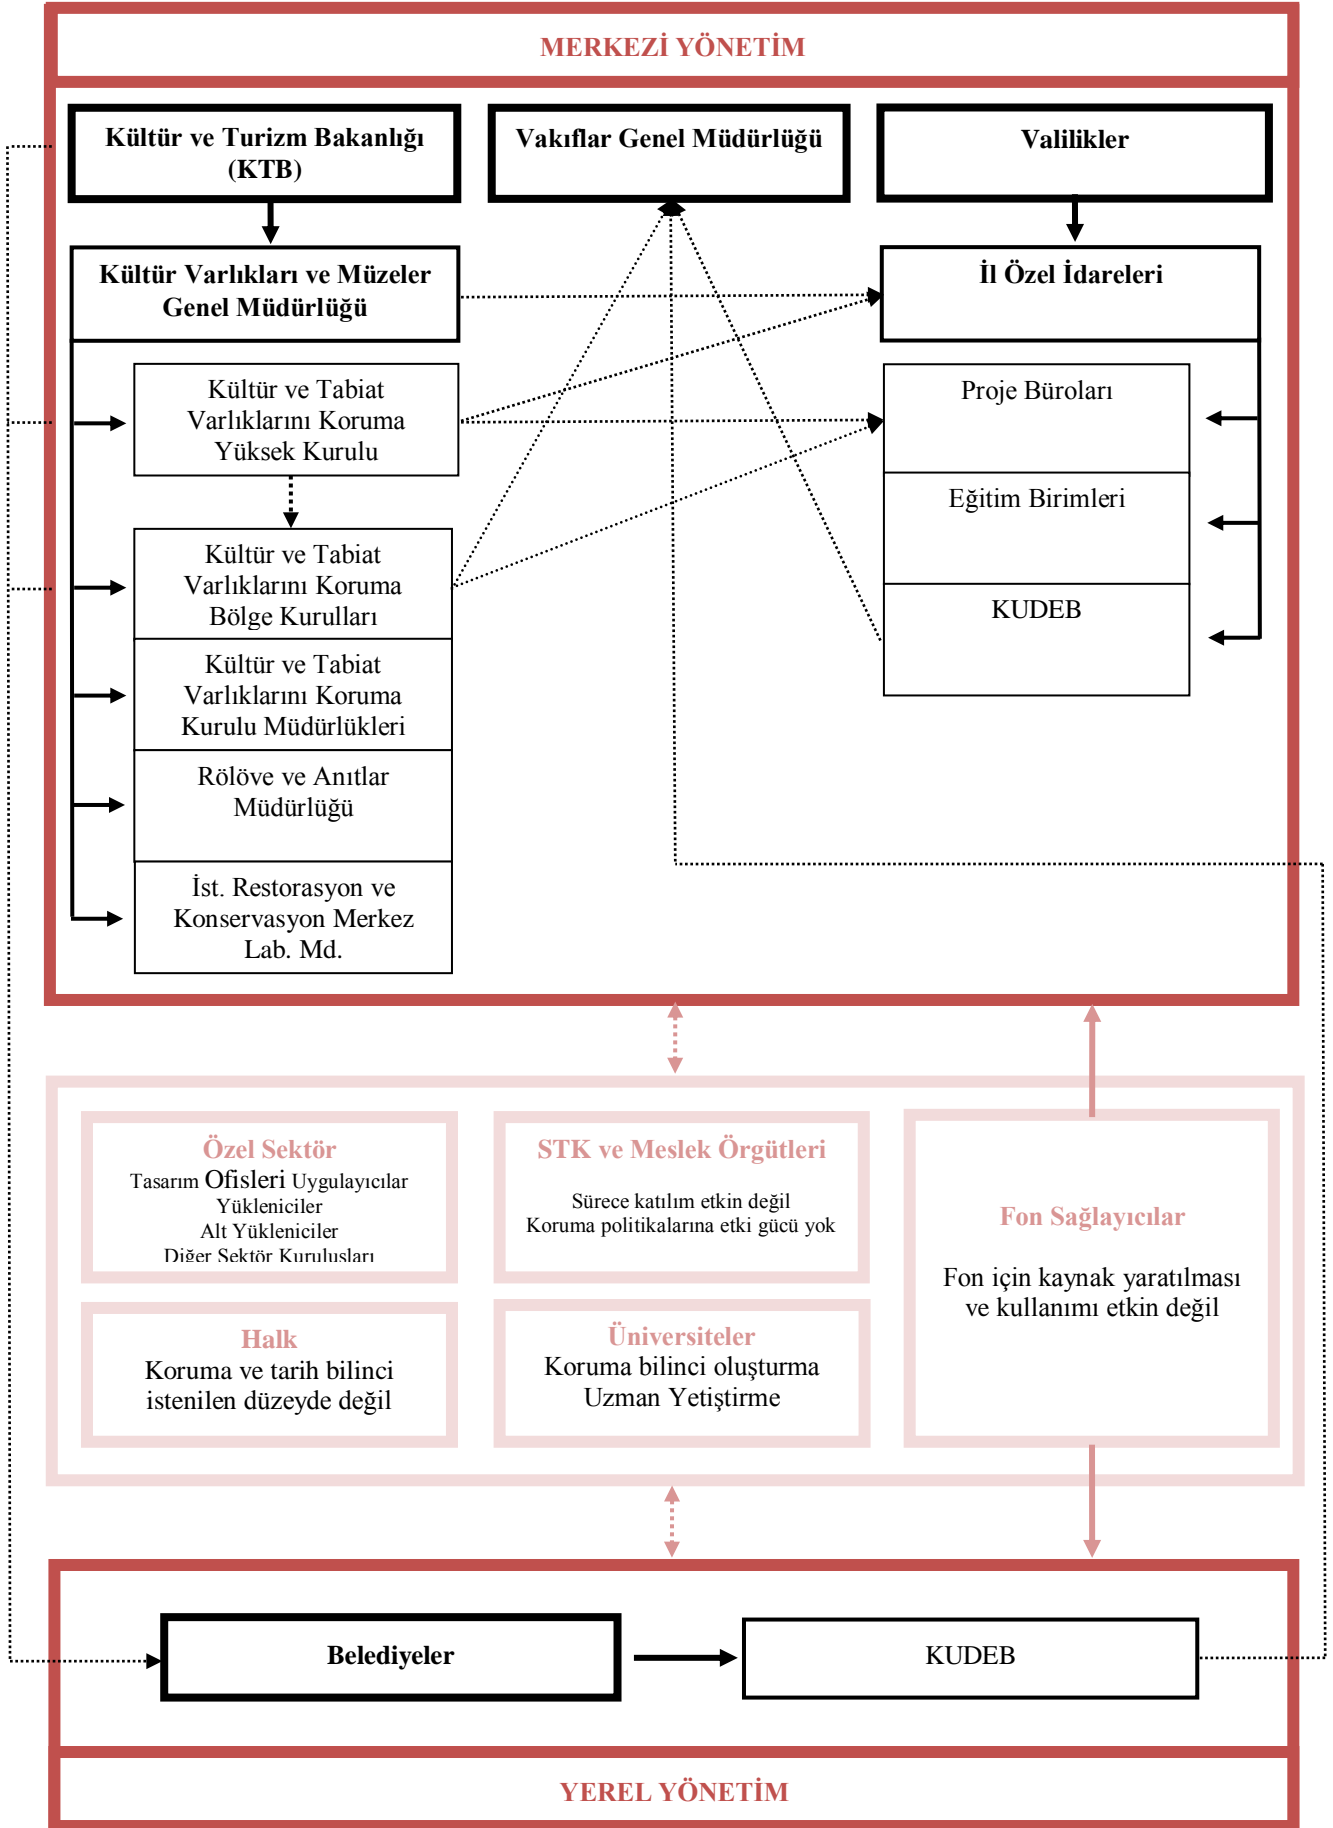 MERKEZİ YÖNETİM
Kültür ve Turizm Bakanlığı
(KTB)
Vakıflar Genel Müdürlüğü
Valilikler
Kültür Varlıkları ve Müzeler
Genel Müdürlüğü
İl Özel İdareleri
Kültür ve Tabiat
Varlıklarını Koruma
Yüksek Kurulu
Proje Büroları
Eğitim Birimleri
KUDEB
Kültür ve Tabiat
Varlıklarını Koruma
Bölge Kurulları
Kültür ve Tabiat
Varlıklarını Koruma
Kurulu Müdürlükleri
Rölöve ve Anıtlar
Müdürlüğü
İst. Restorasyon ve
Konservasyon Merkez
Lab. Md.
Özel Sektör
Tasarım Ofisleri Uygulayıcılar
Yükleniciler
Alt Yükleniciler
Diğer Sektör Kuruluşları
STK ve Meslek Örgütleri
Sürece katılım etkin değil
Koruma politikalarına etki gücü yok
Fon Sağlayıcılar
Fon için kaynak yaratılması
ve kullanımı etkin değil
Halk
Koruma ve tarih bilinci
istenilen düzeyde değil
Üniversiteler
Koruma bilinci oluşturma
Uzman Yetiştirme
Belediyeler
KUDEB
YEREL YÖNETİM